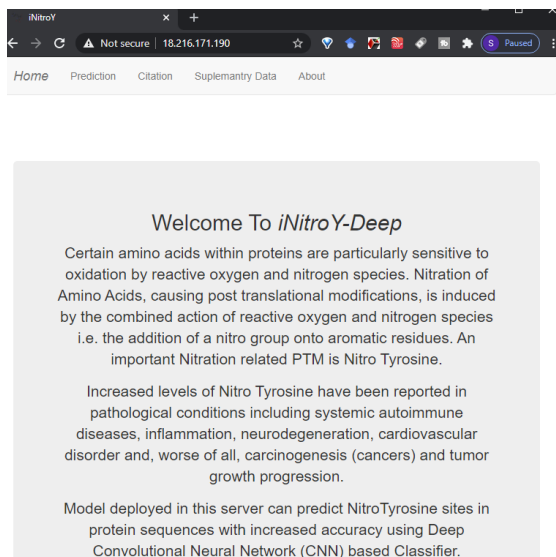 iNitroY
Not secure | 18.216.171.190
S Paused
Home Prediction Citation Suplemantry Data About
Welcome To iNitroY-Deep
Certain amino acids within proteins are particularly sensitive to
oxidation by reactive oxygen and nitrogen species. Nitration of
Amino Acids, causing post translational modifications, is induced
by the combined action of reactive oxygen and nitrogen species
i.e. the addition of a nitro group onto aromatic residues. An
important Nitration related PTM is Nitro Tyrosine.
Increased levels of Nitro Tyrosine have been reported in
pathological conditions including systemic autoimmune
diseases, inflammation, neurodegeneration, cardiovascular
disorder and, worse of all, carcinogenesis (cancers) and tumor
growth progression.
Model deployed in this server can predict NitroTyrosine sites in
protein sequences with increased accuracy using Deep
Convolutional Neural Network (CNN) based Classifier.